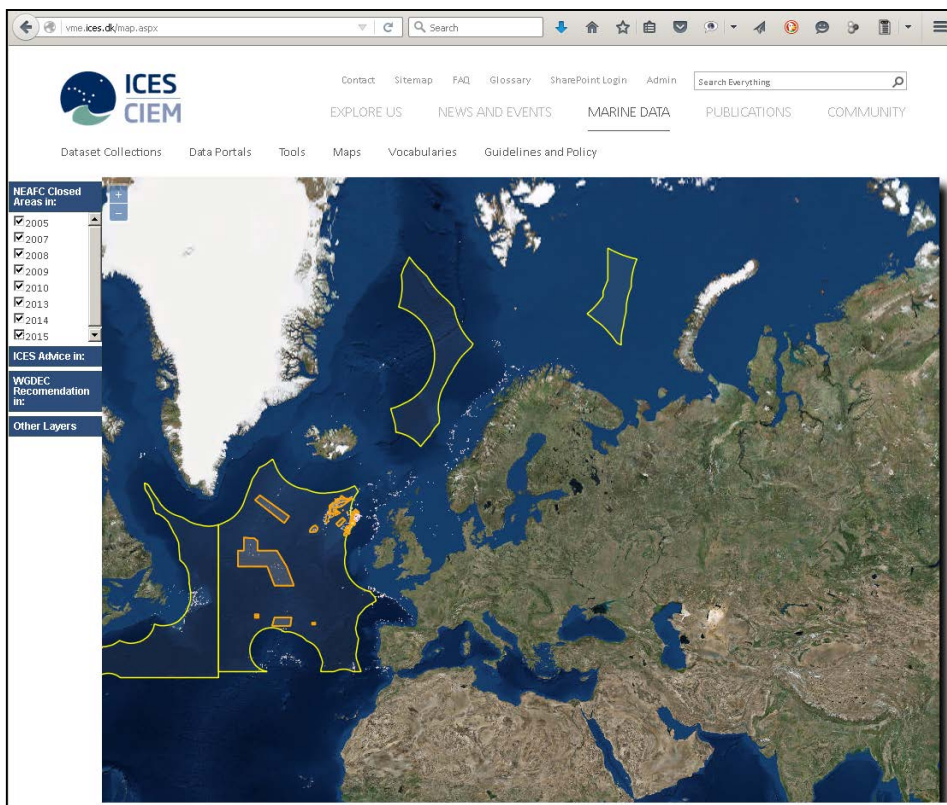 vme.ices.dk/map.aspx
Search
ICES
CIEM
Contact Sitemap FAQ Glossary SharePoint Login Admin
Search Everything
EXPLORE US NEWS AND EVENTS MARINE DATA PUBLICATIONS COMMUNITY
Dataset Collections Data Portals Tools Maps Vocabularies Guidelines and Policy
NEAFC Closed
Areas in:
2005
2007
2008
2009
2010
2013
2014
2015
ICES Advice in:
WGDEC
Recomendation
in:
Other Layers
+
−